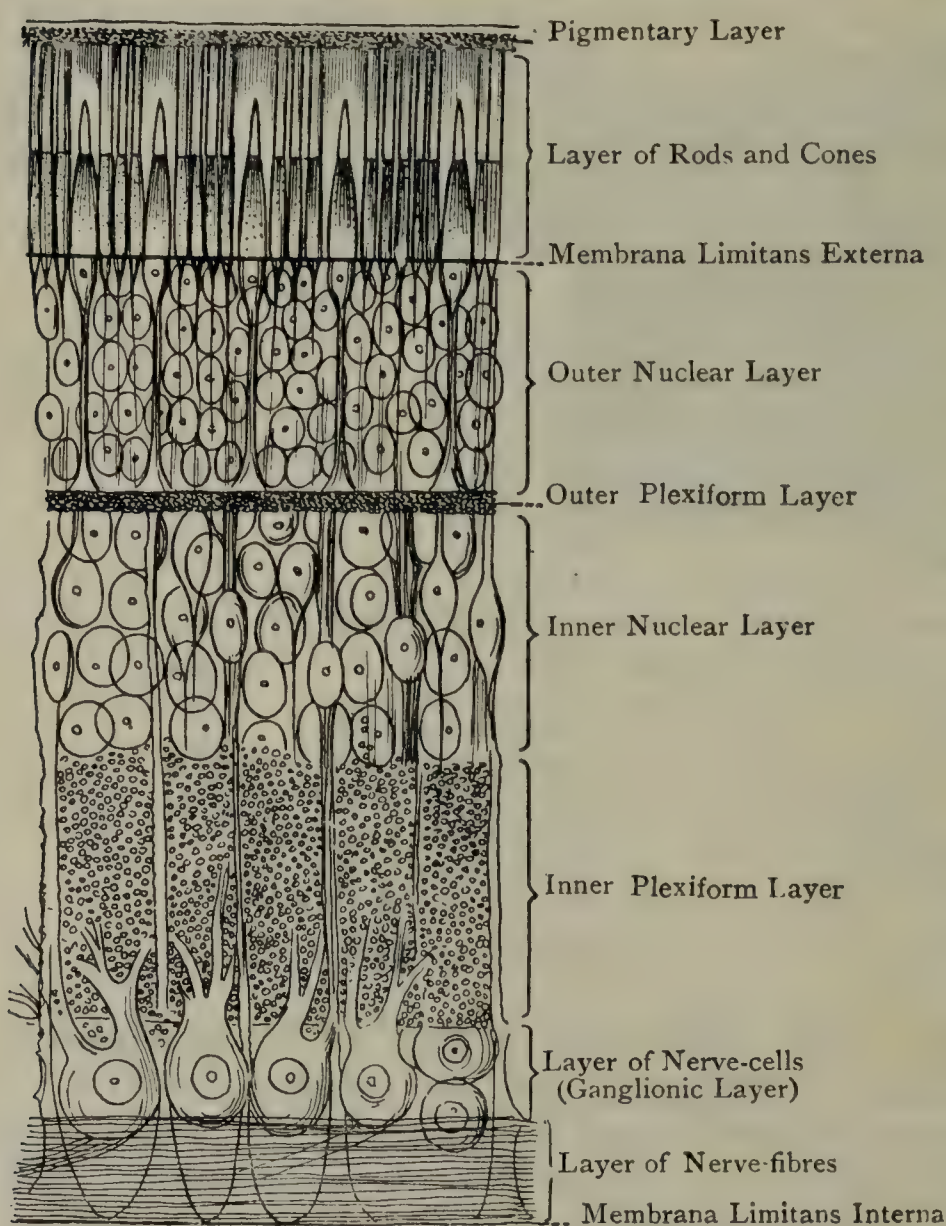 Pigmentary Layer
Layer of Rods and Cones
Membrana Limitans Externa
Outer Nuclear Layer
Outer Plexiform Layer
Inner Nuclear Layer
Inner Plexiform Layer
Layer of Nerve-cells
(Ganglionic Layer)
Layer of Nerve-fibres
Membrana Limitans Interna